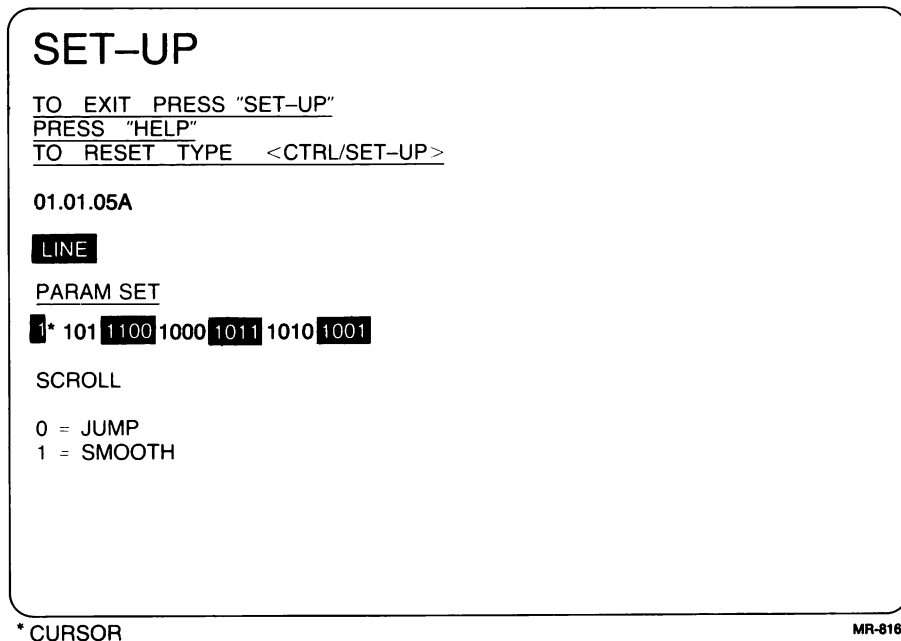 SET–UP
TO EXIT PRESS "SET–UP"
PRESS "HELP"
TO RESET TYPE <CTRL/SET–UP>
01.01.05A
LINE
PARAM SET
1* 101 1100 1000 1011 1010 1001
SCROLL
0 = JUMP
1 = SMOOTH
* CURSOR
MR-816